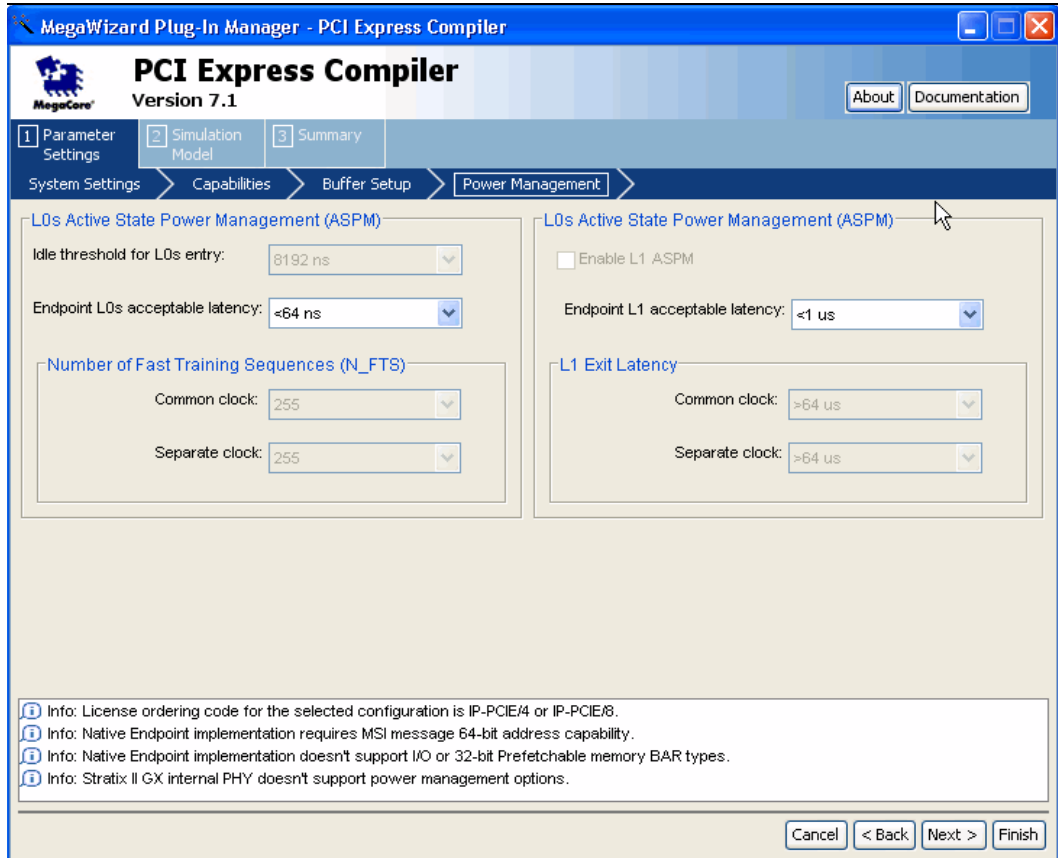 MegaWizard Plug-In Manager - PCI Express Compiler
MegaCore®
PCI Express Compiler
Version 7.1
About
Documentation
1 Parameter
Settings
2 Simulation
Model
3 Summary
System Settings
Capabilities
Buffer Setup
Power Management
L0s Active State Power Management (ASPM)
Idle threshold for L0s entry: 8192 ns
Endpoint L0s acceptable latency: <64 ns
Number of Fast Training Sequences (N_FTS)
Common clock: 255
Separate clock: 255
L0s Active State Power Management (ASPM)
Enable L1 ASPM
Endpoint L1 acceptable latency: <1 us
L1 Exit Latency
Common clock: >64 us
Separate clock: >64 us
Info: License ordering code for the selected configuration is IP-PCIE/4 or IP-PCIE/8.
Info: Native Endpoint implementation requires MSI message 64-bit address capability.
Info: Native Endpoint implementation doesn't support I/O or 32-bit Prefetchable memory BAR types.
Info: Stratix II GX internal PHY doesn't support power management options.
Cancel
< Back
Next >
Finish